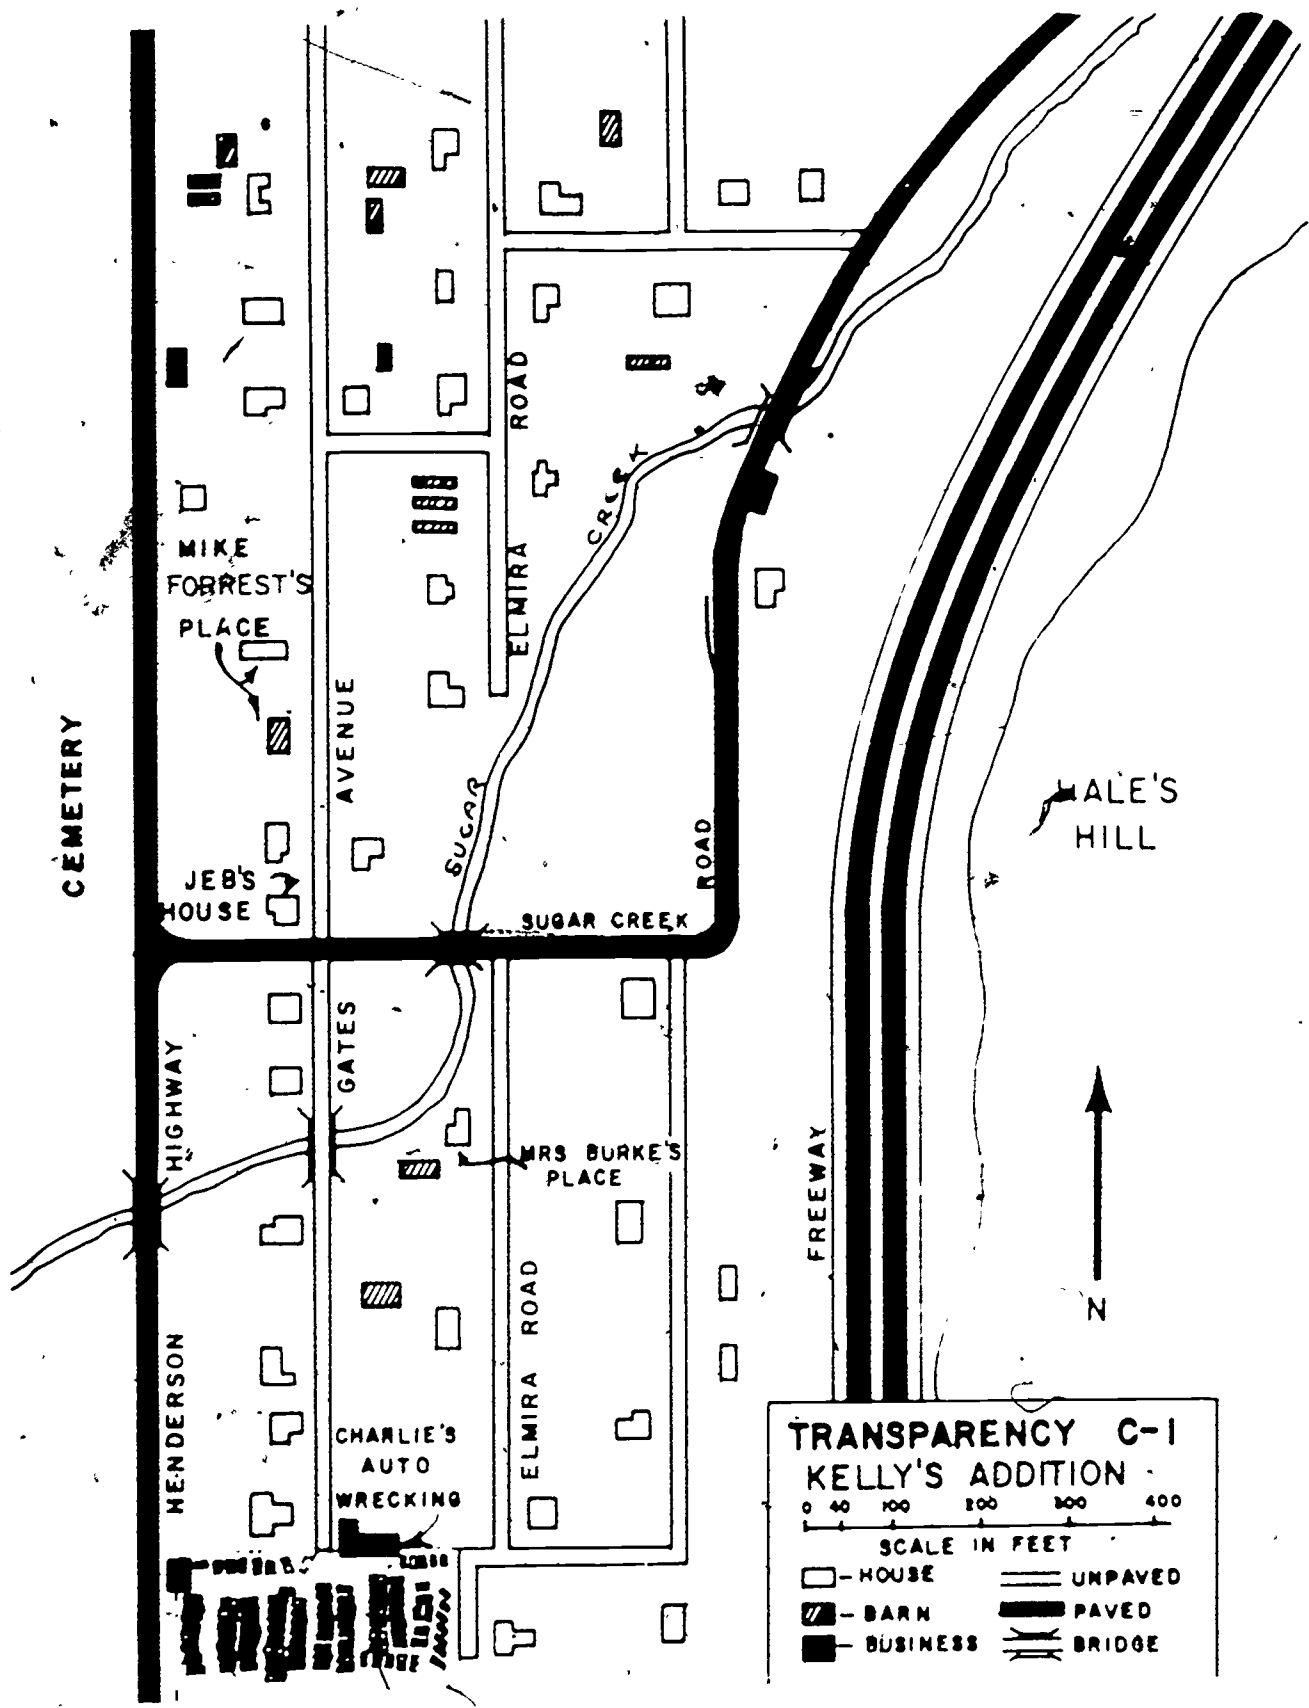 MIKE
FORREST'S
PLACE
ROAD
ELMIRA
CREEK
SUGAR
AVENUE
CEMETERY
JEB'S
HOUSE
SUGAR CREEK
ROAD
HALE'S
HILL
GATES
HIGHWAY
MRS BURKE'S
PLACE
FREEWAY
N
HENDERSON
ELMIRA ROAD
CHARLIE'S
AUTO
WRECKING
TRANSPARENCY C-1
KELLY'S ADDITION
0 40 100 200 300 400
SCALE IN FEET
- HOUSE
UNPAVED
- BARN
PAVED
- BUSINESS
BRIDGE